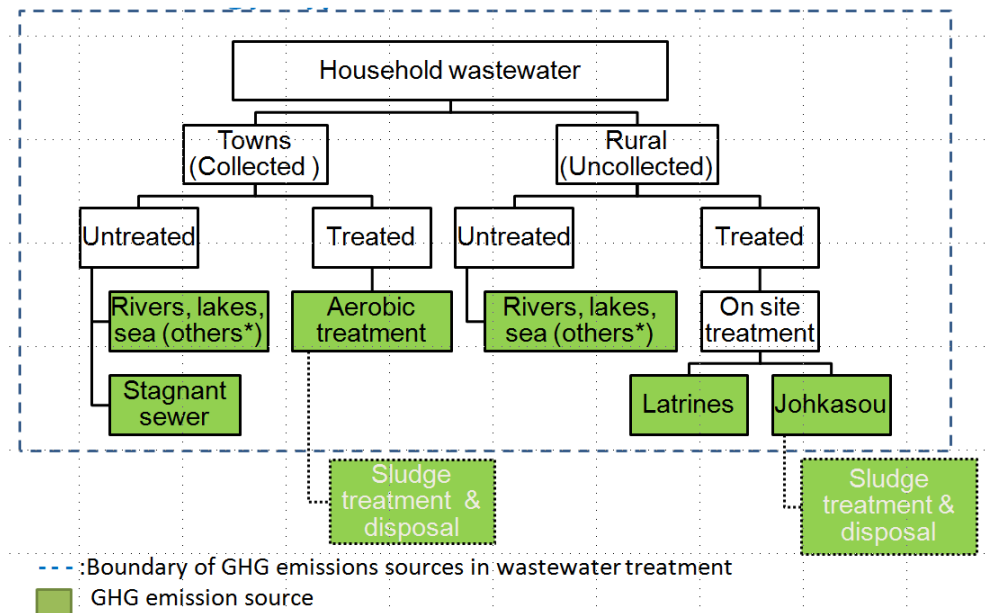 Household wastewater
Towns
(Collected )
Rural
(Uncollected)
Untreated
Treated
Untreated
Treated
Rivers, lakes,
sea (others*)
Aerobic
treatment
Rivers, lakes,
sea (others*)
On site
treatment
Stagnant
sewer
Latrines
Johkasou
Sludge
treatment &
disposal
Sludge
treatment &
disposal
:Boundary of GHG emissions sources in wastewater treatment
GHG emission source